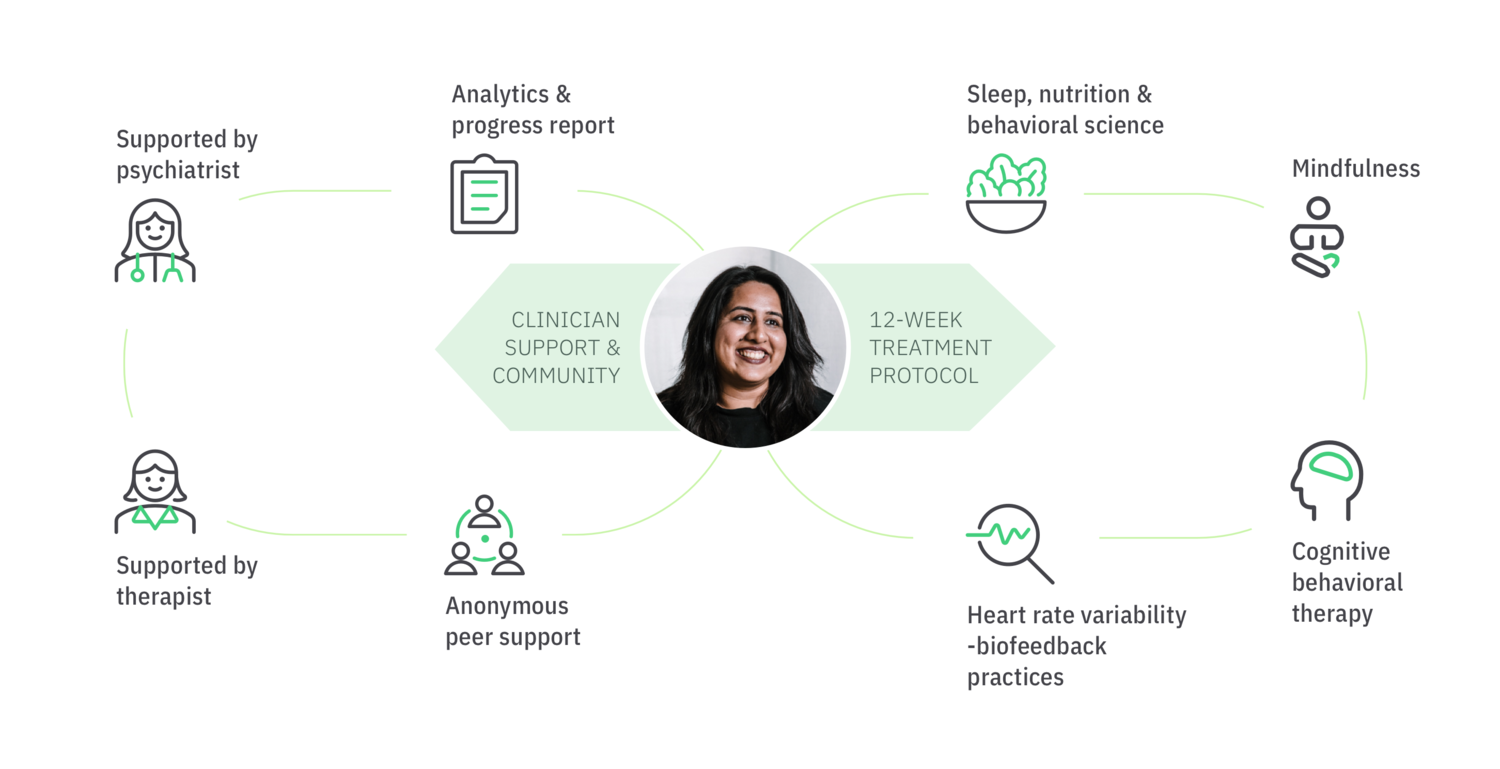 Analytics &
progress report
Supported by
psychiatrist
Sleep, nutrition &
behavioral science
Mindfulness
CLINICIAN
SUPPORT &
COMMUNITY
12-WEEK
TREATMENT
PROTOCOL
Supported by
therapist
Anonymous
peer support
Heart rate variability
-biofeedback
practices
Cognitive
behavioral
therapy